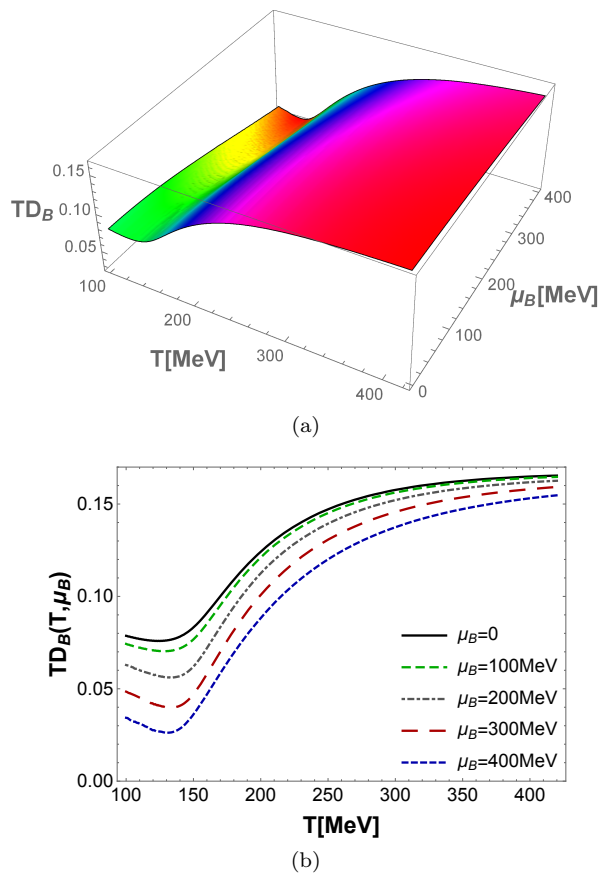 0.15
TD_B 0.10
0.05
100
200
T[MeV]
300
400
400
300
200
μ_B[MeV]
100
0
(a)
0.15
0.10
0.05
0.00
TD_B(T,μ_B)
μ_B=0
μ_B=100MeV
μ_B=200MeV
μ_B=300MeV
μ_B=400MeV
100 150 200 250 300 350 400
T[MeV]
(b)